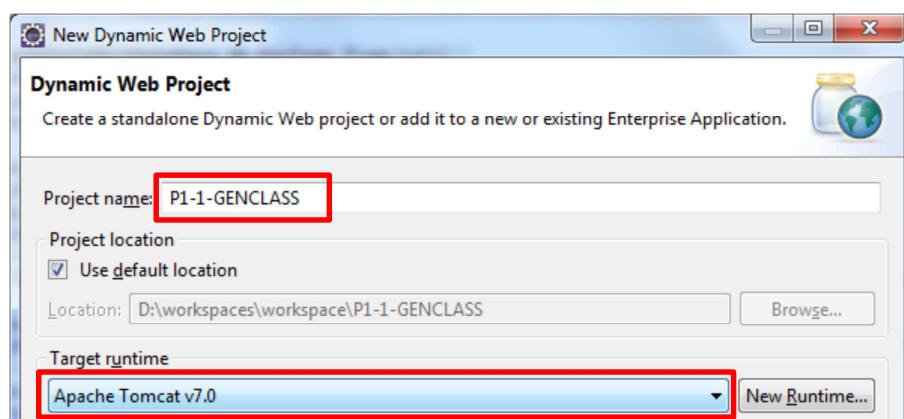 New Dynamic Web Project
Dynamic Web Project
Create a standalone Dynamic Web project or add it to a new or existing Enterprise Application.
Project name: P1-1-GENCLASS
Project location
Use default location
Location: D:\workspaces\workspace\P1-1-GENCLASS Browse...
Target runtime
Apache Tomcat v7.0 New Runtime...